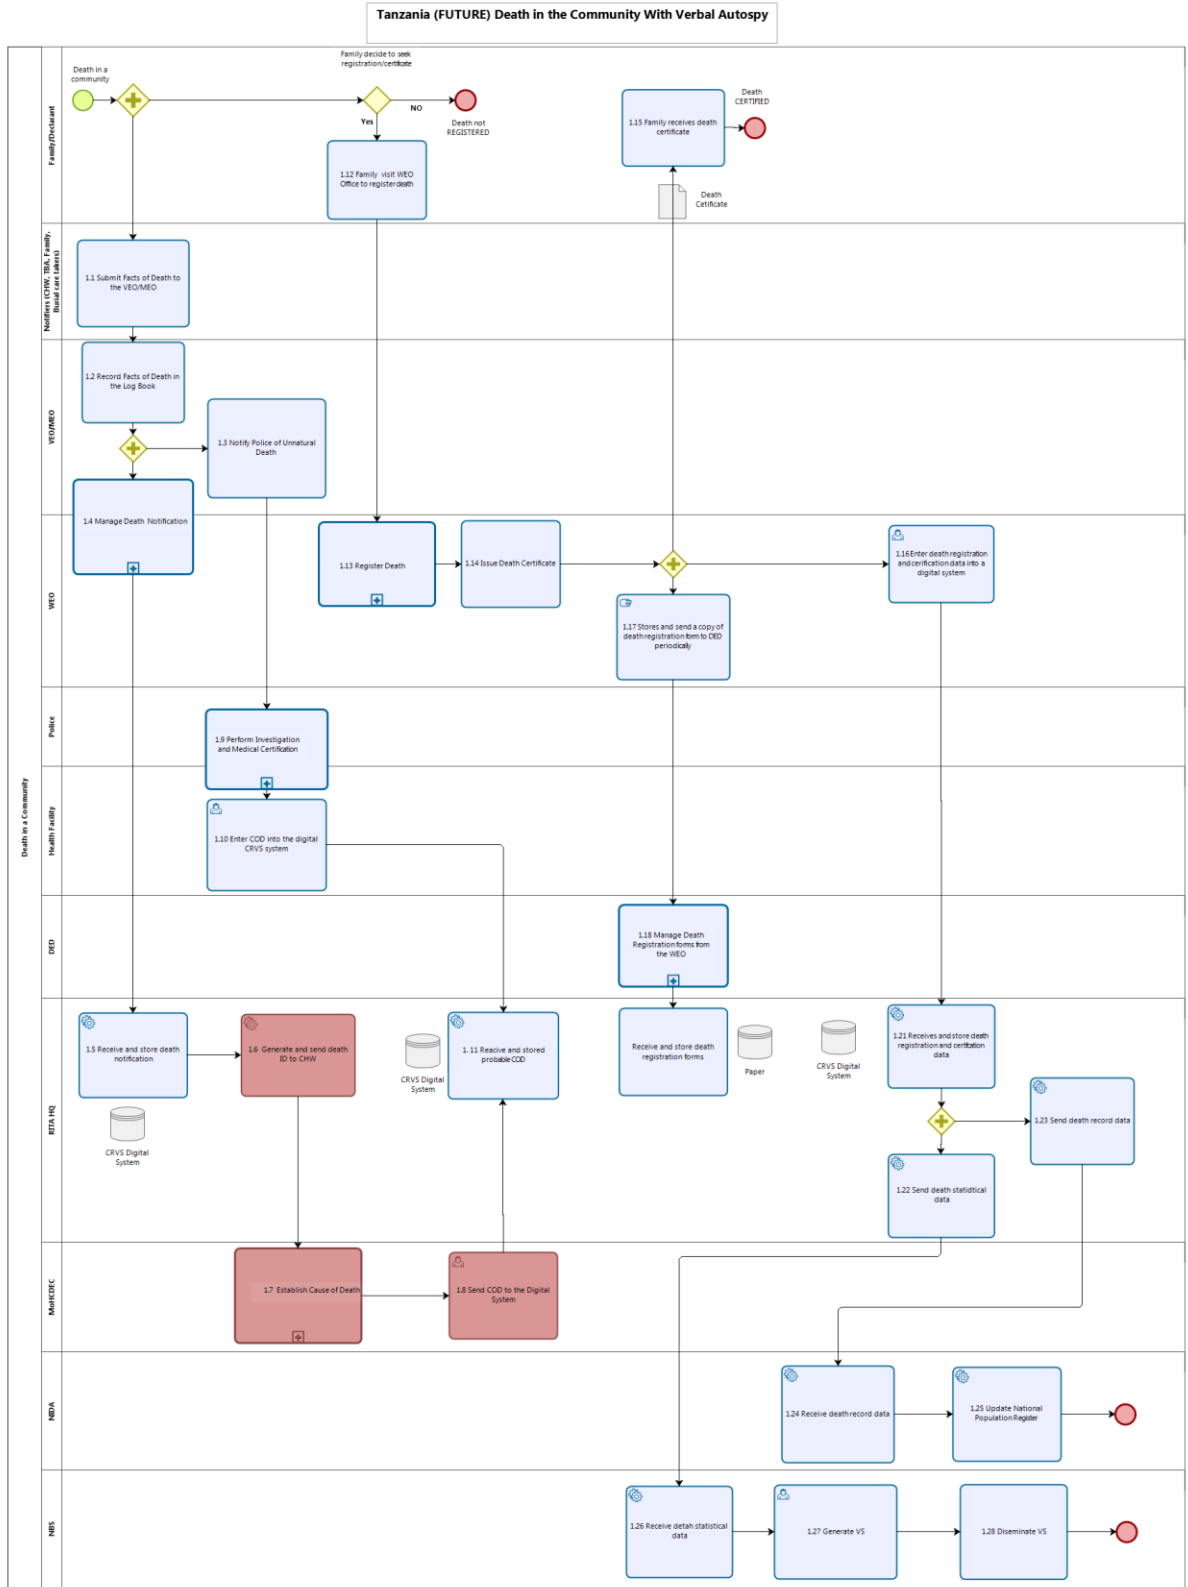 Tanzania (FUTURE) Death in the Community With Verbal Autospy
Death in a Community
Family/Declarant
Death in a
community
Family decide to seek
registration/certificate
Yes
NO
Death not
REGISTERED
1.12 Family visit WEO
Office to register death
1.15 Family receives death
certificate
Death
CERTIFIED
Death
Cetificate
Notifiers (CHW, TBA, Family,
Burial care takers)
1.1 Submit Facts of Death to
the VEO/MEO
VEO/MEO
1.2 Record Facts of Death in
the Log Book
1.3 Notify Police of Unnatural
Death
1.4 Manage Death Notification
WEO
1.13 Register Death
1.14 Issue Death Certificate
1.16 Enter death registration
and cerification data into a
digital system
1.17 Stores and send a copy of
death registration form to DED
periodically
Police
1.9 Perform Investigation
and Medical Certification
Health Facility
1.10 Enter COD into the digital
CRVS system
DED
1.18 Manage Death
Registration forms from
the WEO
RITA HQ
1.5 Receive and store death
notification
CRVS Digital
System
1.6 Generate and send death
ID to CHW
CRVS Digital
System
1. 11 Reacive and stored
probable COD
Receive and store death
registration forms
Paper
CRVS Digital
System
1.21 Receives and store death
registration and certfcation
data
1.23 Send death record data
1.22 Send death statidtical
data
MoHCDEC
1.7 Establish Cause of Death
1.8 Send COD to the Digital
System
NIDA
1.24 Receive death record data
1.25 Update National
Population Register
NBS
1.26 Receive detah statistical
data
1.27 Generate VS
1.28 Diseminate VS